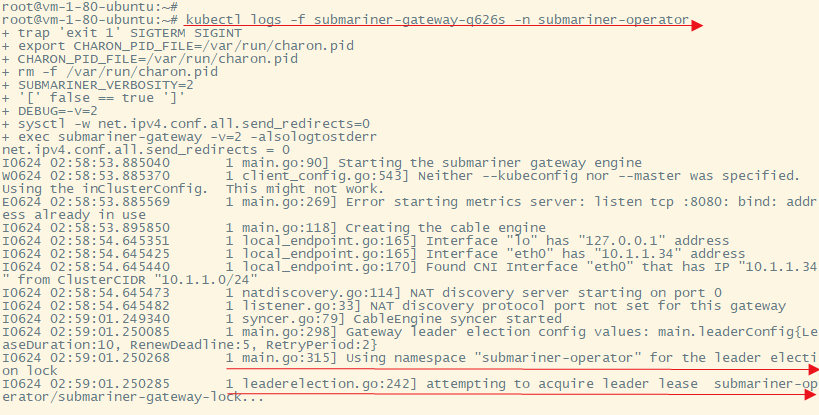 root@vm-1-80-ubuntu:~#
root@vm-1-80-ubuntu:~# kubectl logs -f submariner-gateway-q626s -n submariner-operator
+ trap 'exit 1' SIGTERM SIGINT
+ export CHARON_PID_FILE=/var/run/charon.pid
+ CHARON_PID_FILE=/var/run/charon.pid
+ rm -f /var/run/charon.pid
+ SUBMARINER_VERBOSITY=2
+ '[' false == true ']'
+ DEBUG=-v=2
+ sysctl -w net.ipv4.conf.all.send_redirects=0
+ exec submariner-gateway -v=2 -alsologtostderr
net.ipv4.conf.all.send_redirects = 0
I0624 02:58:53.885040       1 main.go:90] Starting the submariner gateway engine
W0624 02:58:53.885370       1 client_config.go:543] Neither --kubeconfig nor --master was specified.
Using the inClusterConfig.  This might not work.
E0624 02:58:53.885569       1 main.go:269] Error starting metrics server: listen tcp :8080: bind: addr
ess already in use
I0624 02:58:53.895850       1 main.go:118] Creating the cable engine
I0624 02:58:54.645351       1 local_endpoint.go:165] Interface "lo" has "127.0.0.1" address
I0624 02:58:54.645425       1 local_endpoint.go:165] Interface "eth0" has "10.1.1.34" address
I0624 02:58:54.645440       1 local_endpoint.go:170] Found CNI Interface "eth0" that has IP "10.1.1.34
" from ClusterCIDR "10.1.1.0/24"
I0624 02:58:54.645473       1 natdiscovery.go:114] NAT discovery server starting on port 0
I0624 02:58:54.645482       1 listener.go:33] NAT discovery protocol port not set for this gateway
I0624 02:59:01.249340       1 syncer.go:79] CableEngine syncer started
I0624 02:59:01.250085       1 main.go:298] Gateway leader election config values: main.leaderConfig{Le
aseDuration:10, RenewDeadline:5, RetryPeriod:2}
I0624 02:59:01.250268       1 main.go:315] Using namespace "submariner-operator" for the leader electi
on lock
I0624 02:59:01.250285       1 leaderelection.go:242] attempting to acquire leader lease  submariner-op
erator/submariner-gateway-lock...